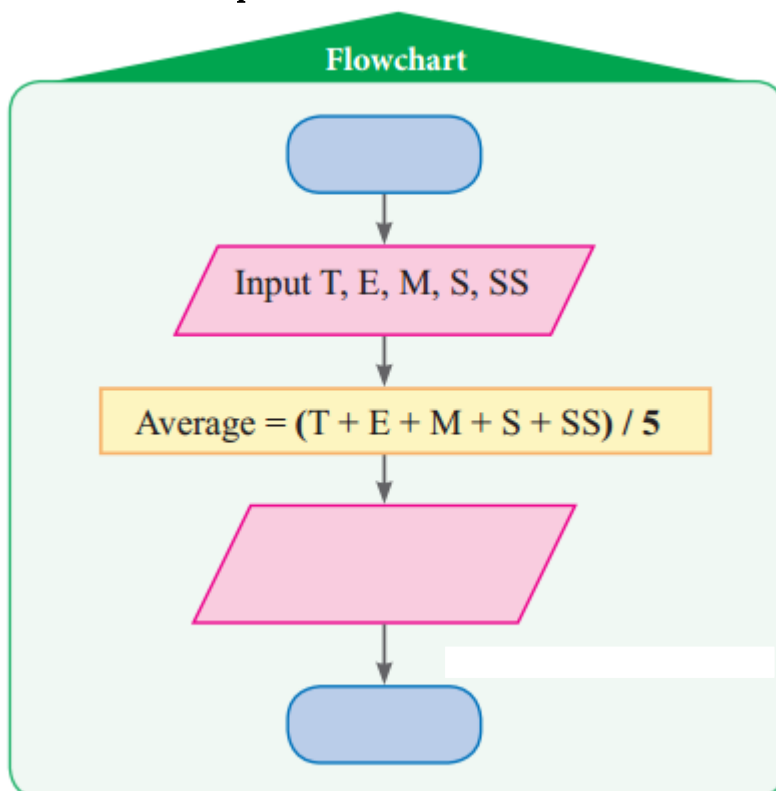 Flowchart
Input T, E, M, S, SS
Average = (T + E + M + S + SS) / 5